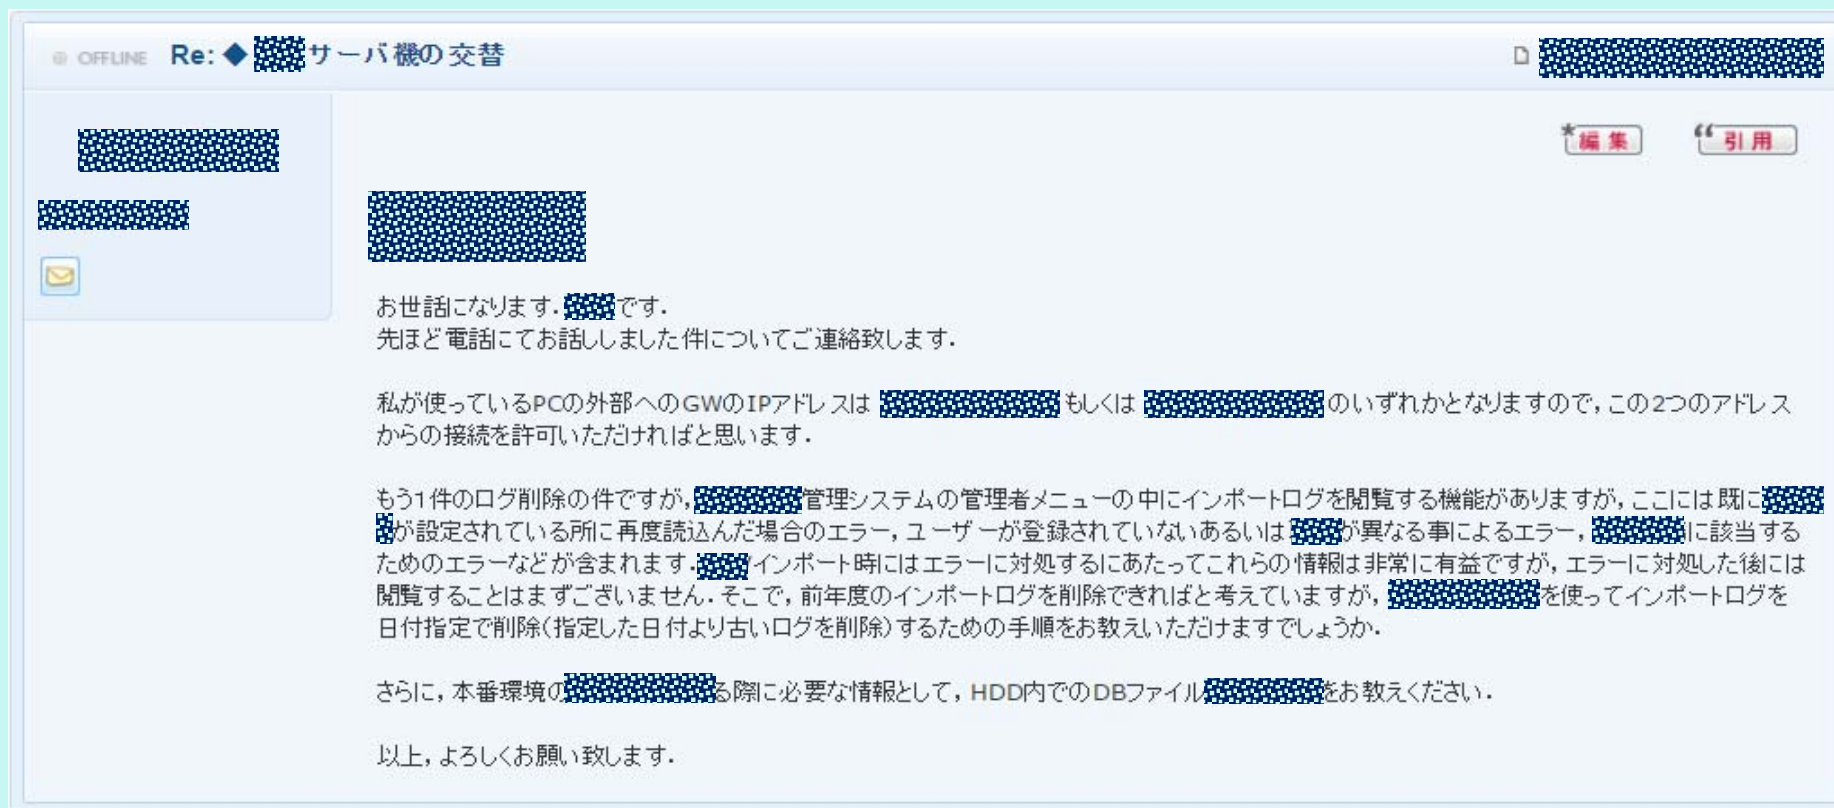 OFFLINE Re: ◆ サーバ機の交替
*編集 “引用
お世話になります. です.
先ほど電話にてお話ししました件についてご連絡致します.
私が使っているPCの外部へのGWのIPアドレスは もしくは のいずれかとなりますので, この2つのアドレス
からの接続を許可いただければと思います.
もう1件のログ削除の件ですが, 管理システムの管理者メニューの中にインポートログを閲覧する機能がありますが, ここには既に
が設定されている所に再度読込んだ場合のエラー, ユーザーが登録されていないあるいは が異なる事によるエラー, に該当する
ためのエラーなどが含まれます. インポート時にはエラーに対処するにあたってこれらの情報は非常に有益ですが, エラーに対処した後には
閲覧することはまずございません. そこで, 前年度のインポートログを削除できればと考えていますが, を使ってインポートログを
日付指定で削除(指定した日付より古いログを削除)するための手順をお教えいただけますでしょうか.
さらに, 本番環境の る際に必要な情報として, HDD内でのDBファイル をお教えください.
以上, よろしくお願い致します.